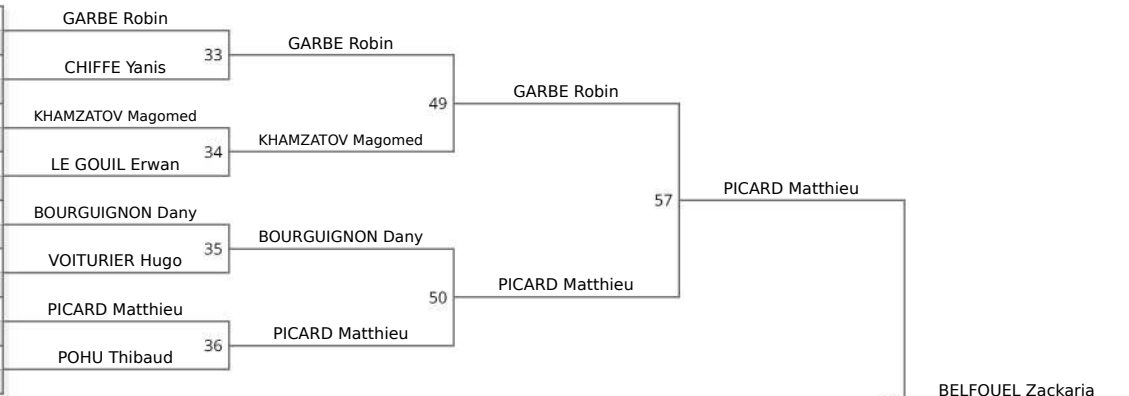 GARBE Robin
33
CHIFFE Yanis
GARBE Robin
49
KHAMZATOV Magomed
34
LE GOUIL Erwan
KHAMZATOV Magomed
GARBE Robin
57
PICARD Matthieu
BOURGUIGNON Dany
35
VOITURIER Hugo
BOURGUIGNON Dany
50
PICARD Matthieu
PICARD Matthieu
36
POHU Thibaud
PICARD Matthieu
BELFOUEL Zackaria